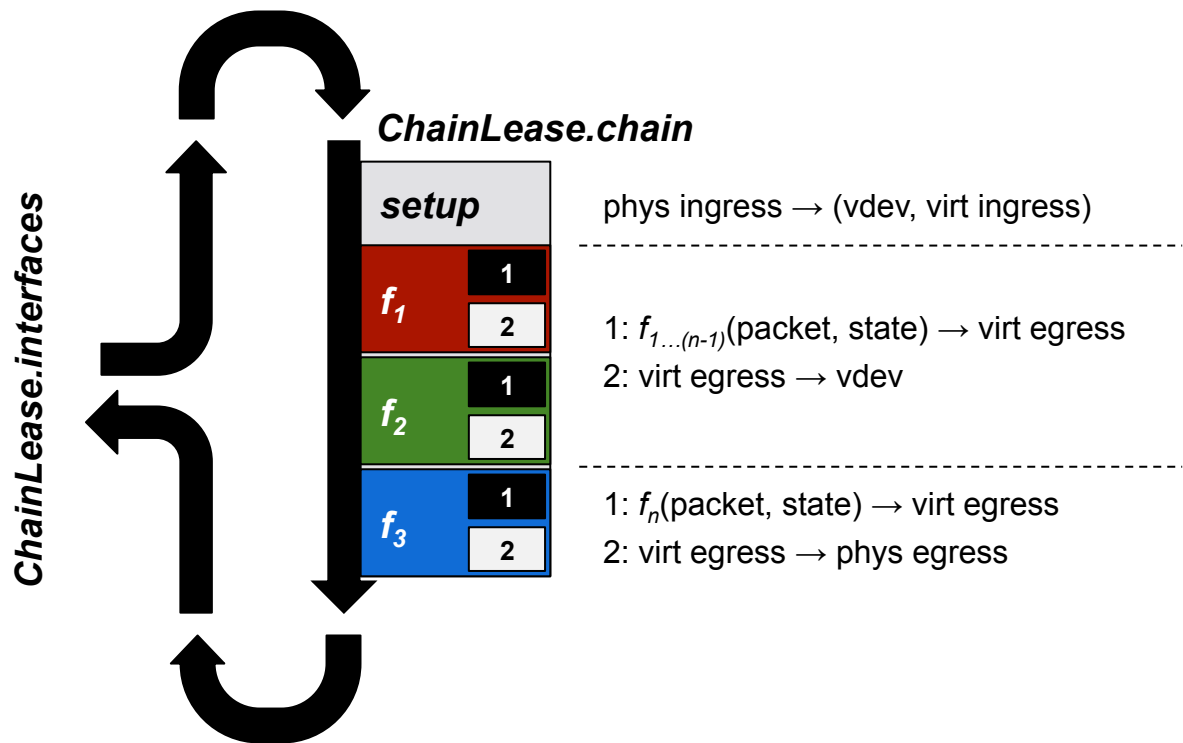 ChainLease.interfaces
ChainLease.chain
setup
phys ingress → (vdev, virt ingress)
f1
1
2
1: f1…(n-1)(packet, state) → virt egress
2: virt egress → vdev
f2
1
2
f3
1
2
1: fn(packet, state) → virt egress
2: virt egress → phys egress